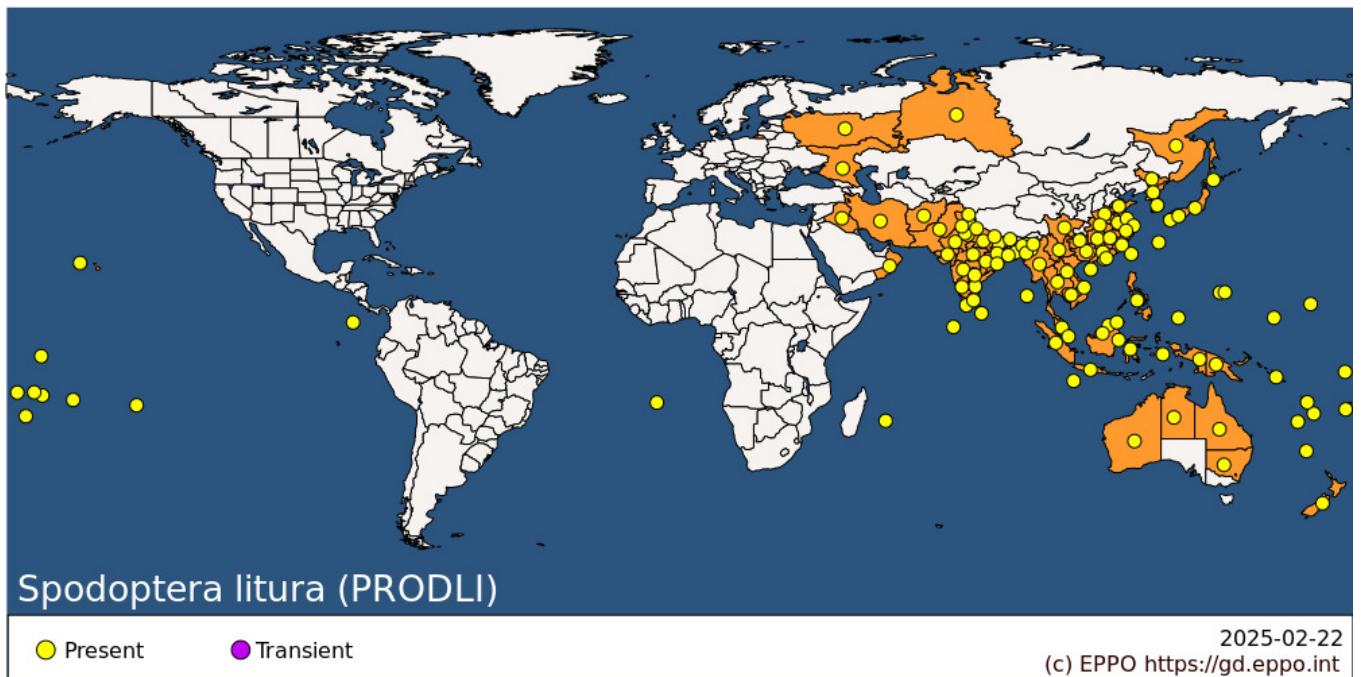 Spodoptera litura (PRODLI)
Present
Transient
2025-02-22
(c) EPPO https://gd.eppo.int